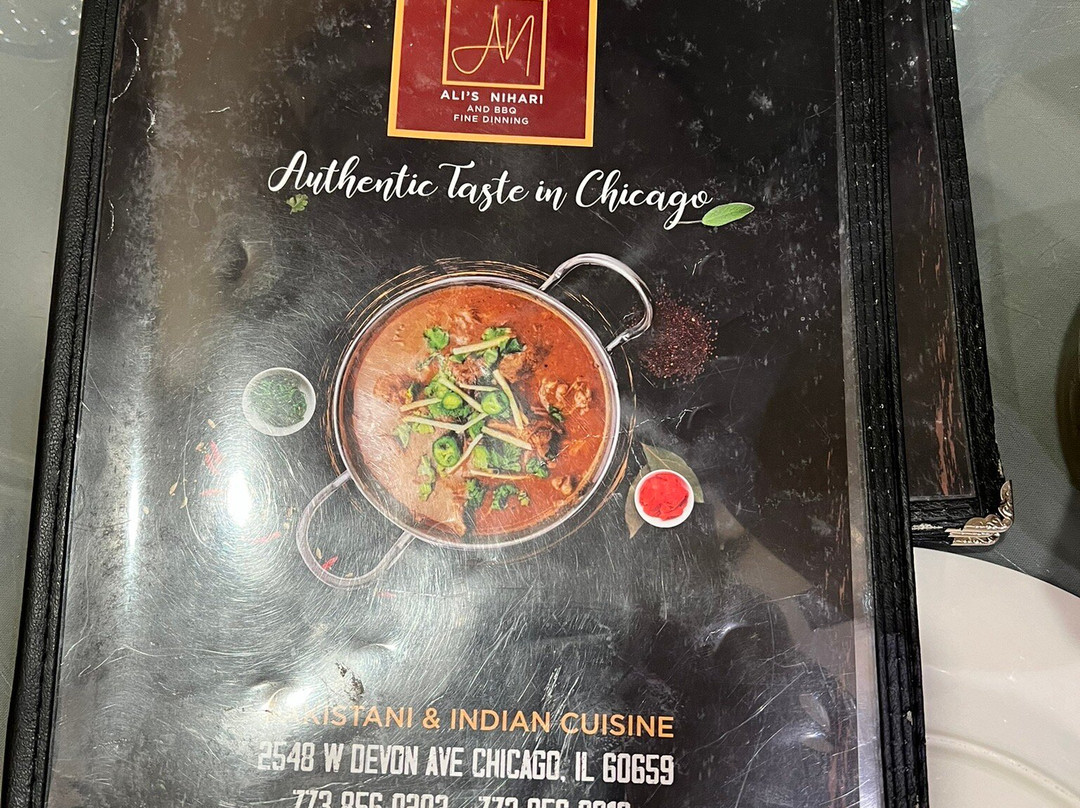 AN
ALI'S NIHARI
AND BBQ
FINE DINNING
Authentic Taste in Chicago
PAKISTANI & INDIAN CUISINE
2548 W DEVON AVE CHICAGO, IL 60659